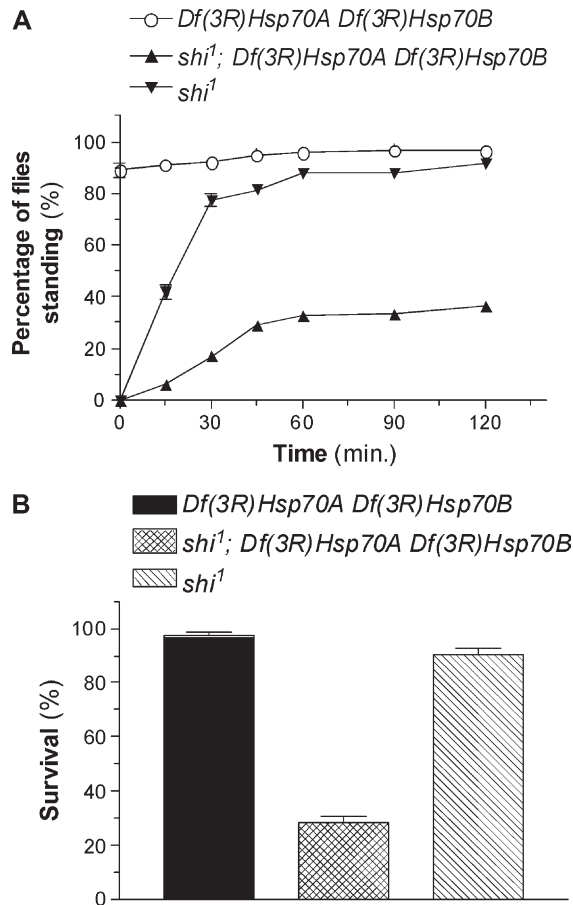 A
Df(3R)Hsp70A Df(3R)Hsp70B
shi1; Df(3R)Hsp70A Df(3R)Hsp70B
shi1
Percentage of flies
standing (%)
100
80
60
40
20
0
0 30 60 90 120
Time (min.)
B
Df(3R)Hsp70A Df(3R)Hsp70B
shi1; Df(3R)Hsp70A Df(3R)Hsp70B
shi1
Survival (%)
100
80
60
40
20
0